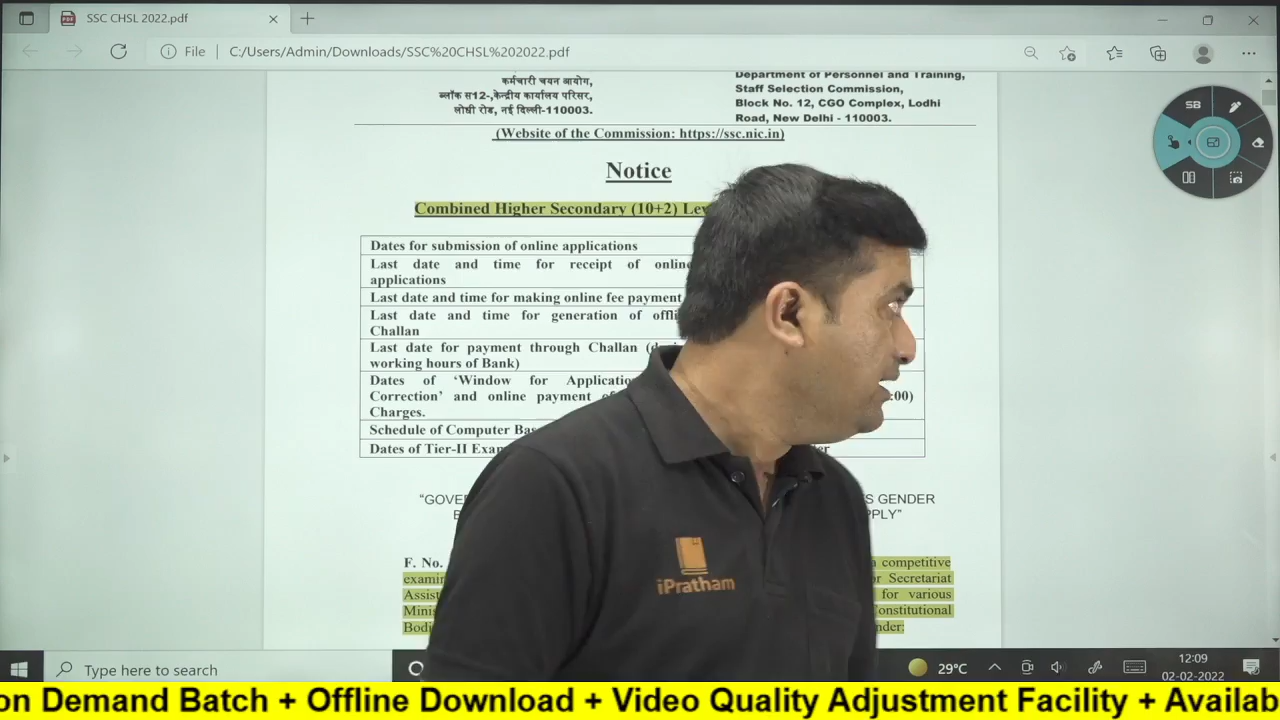 SSC CHSL 2022.pdf
File
C:/Users/Admin/Downloads/SSC%20CHSL%202022.pdf
कर्मचारी चयन आयोग,
ब्लॉक स12-,केन्द्रीय कार्यालय परिसर,
लोधी रोड, नई दिल्ली-110003.
Department of Personnel and Training,
Staff Selection Commission,
Block No. 12, CGO Complex, Lodhi
Road, New Delhi - 110003.
(Website of the Commission: https://ssc.nic.in)
Notice
Combined Higher Secondary (10+2)
Dates for submission of online applications
Last date and time for receipt of online
applications
Last date and time for making online fee payment
Last date and time for generation of
Challan
Last date for payment through Challan
working hours of Bank)
Dates of ‘Window for
Correction’ and online payment :00)
Charges.
Schedule of Computer
Dates of Tier-II
GENDER
F. No. competitive
Secretariat
for various
SB
iPratham
Type here to search
29°C
12:09
02-02-2022
on Demand Batch + Offline Download + Video Quality Adjustment Facility +